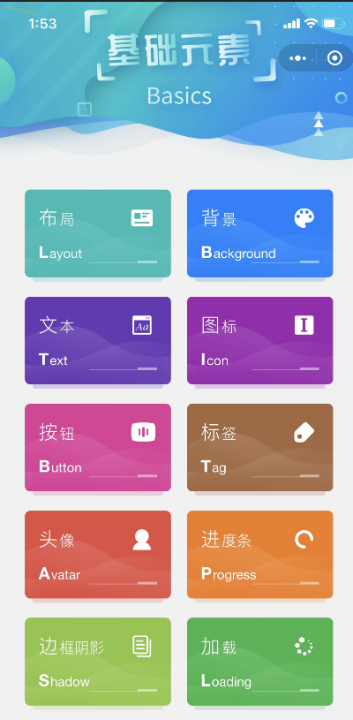 1:53
基础元素
Basics
布局
Layout
背景
Background
文本
Aa
Text
图标
I
Icon
按钮
Button
标签
Tag
头像
Avatar
进度条
Progress
边框阴影
Shadow
加载
Loading